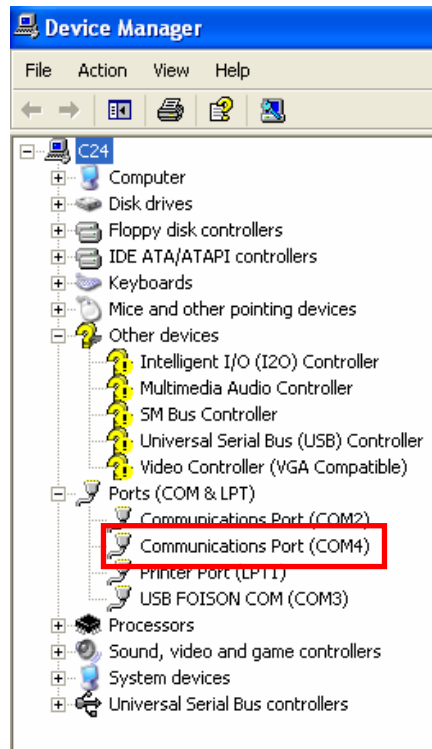 Device Manager
File Action View Help
C24
Computer
Disk drives
Floppy disk controllers
IDE ATA/ATAPI controllers
Keyboards
Mice and other pointing devices
Other devices
Intelligent I/O (I2O) Controller
Multimedia Audio Controller
SM Bus Controller
Universal Serial Bus (USB) Controller
Video Controller (VGA Compatible)
Ports (COM & LPT)
Communications Port (COM2)
Communications Port (COM4)
Printer Port (LPT1)
USB FOISON COM (COM3)
Processors
Sound, video and game controllers
System devices
Universal Serial Bus controllers